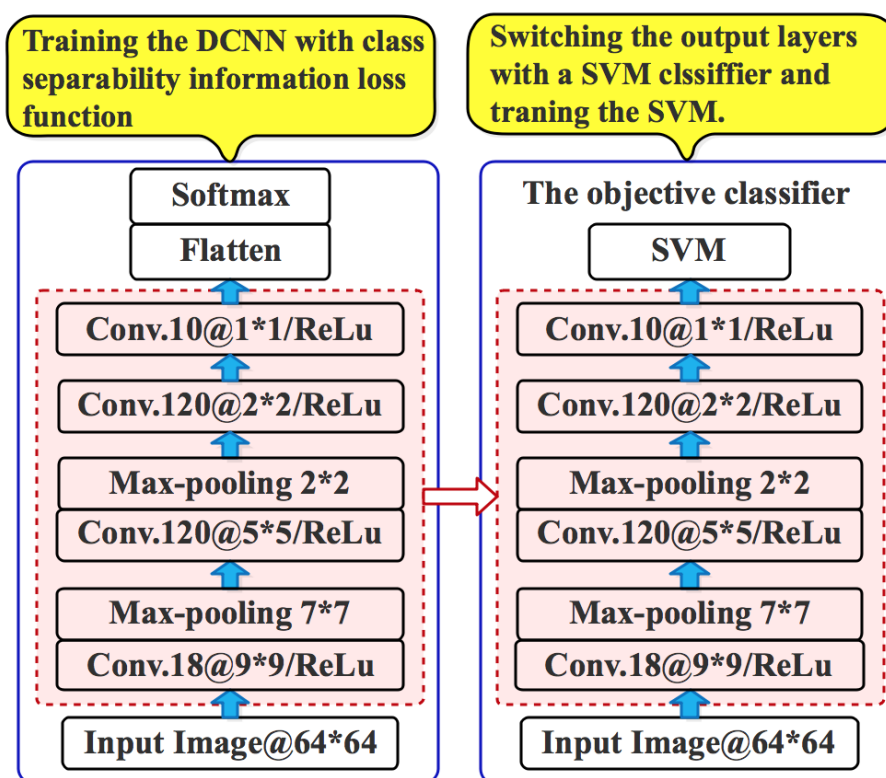 Training the DCNN with class
separability information loss
function
Softmax
Flatten
Conv.10@1*1/ReLu
Conv.120@2*2/ReLu
Max-pooling 2*2
Conv.120@5*5/ReLu
Max-pooling 7*7
Conv.18@9*9/ReLu
Input Image@64*64
Switching the output layers
with a SVM clssiffier and
traning the SVM.
The objective classifier
SVM
Conv.10@1*1/ReLu
Conv.120@2*2/ReLu
Max-pooling 2*2
Conv.120@5*5/ReLu
Max-pooling 7*7
Conv.18@9*9/ReLu
Input Image@64*64